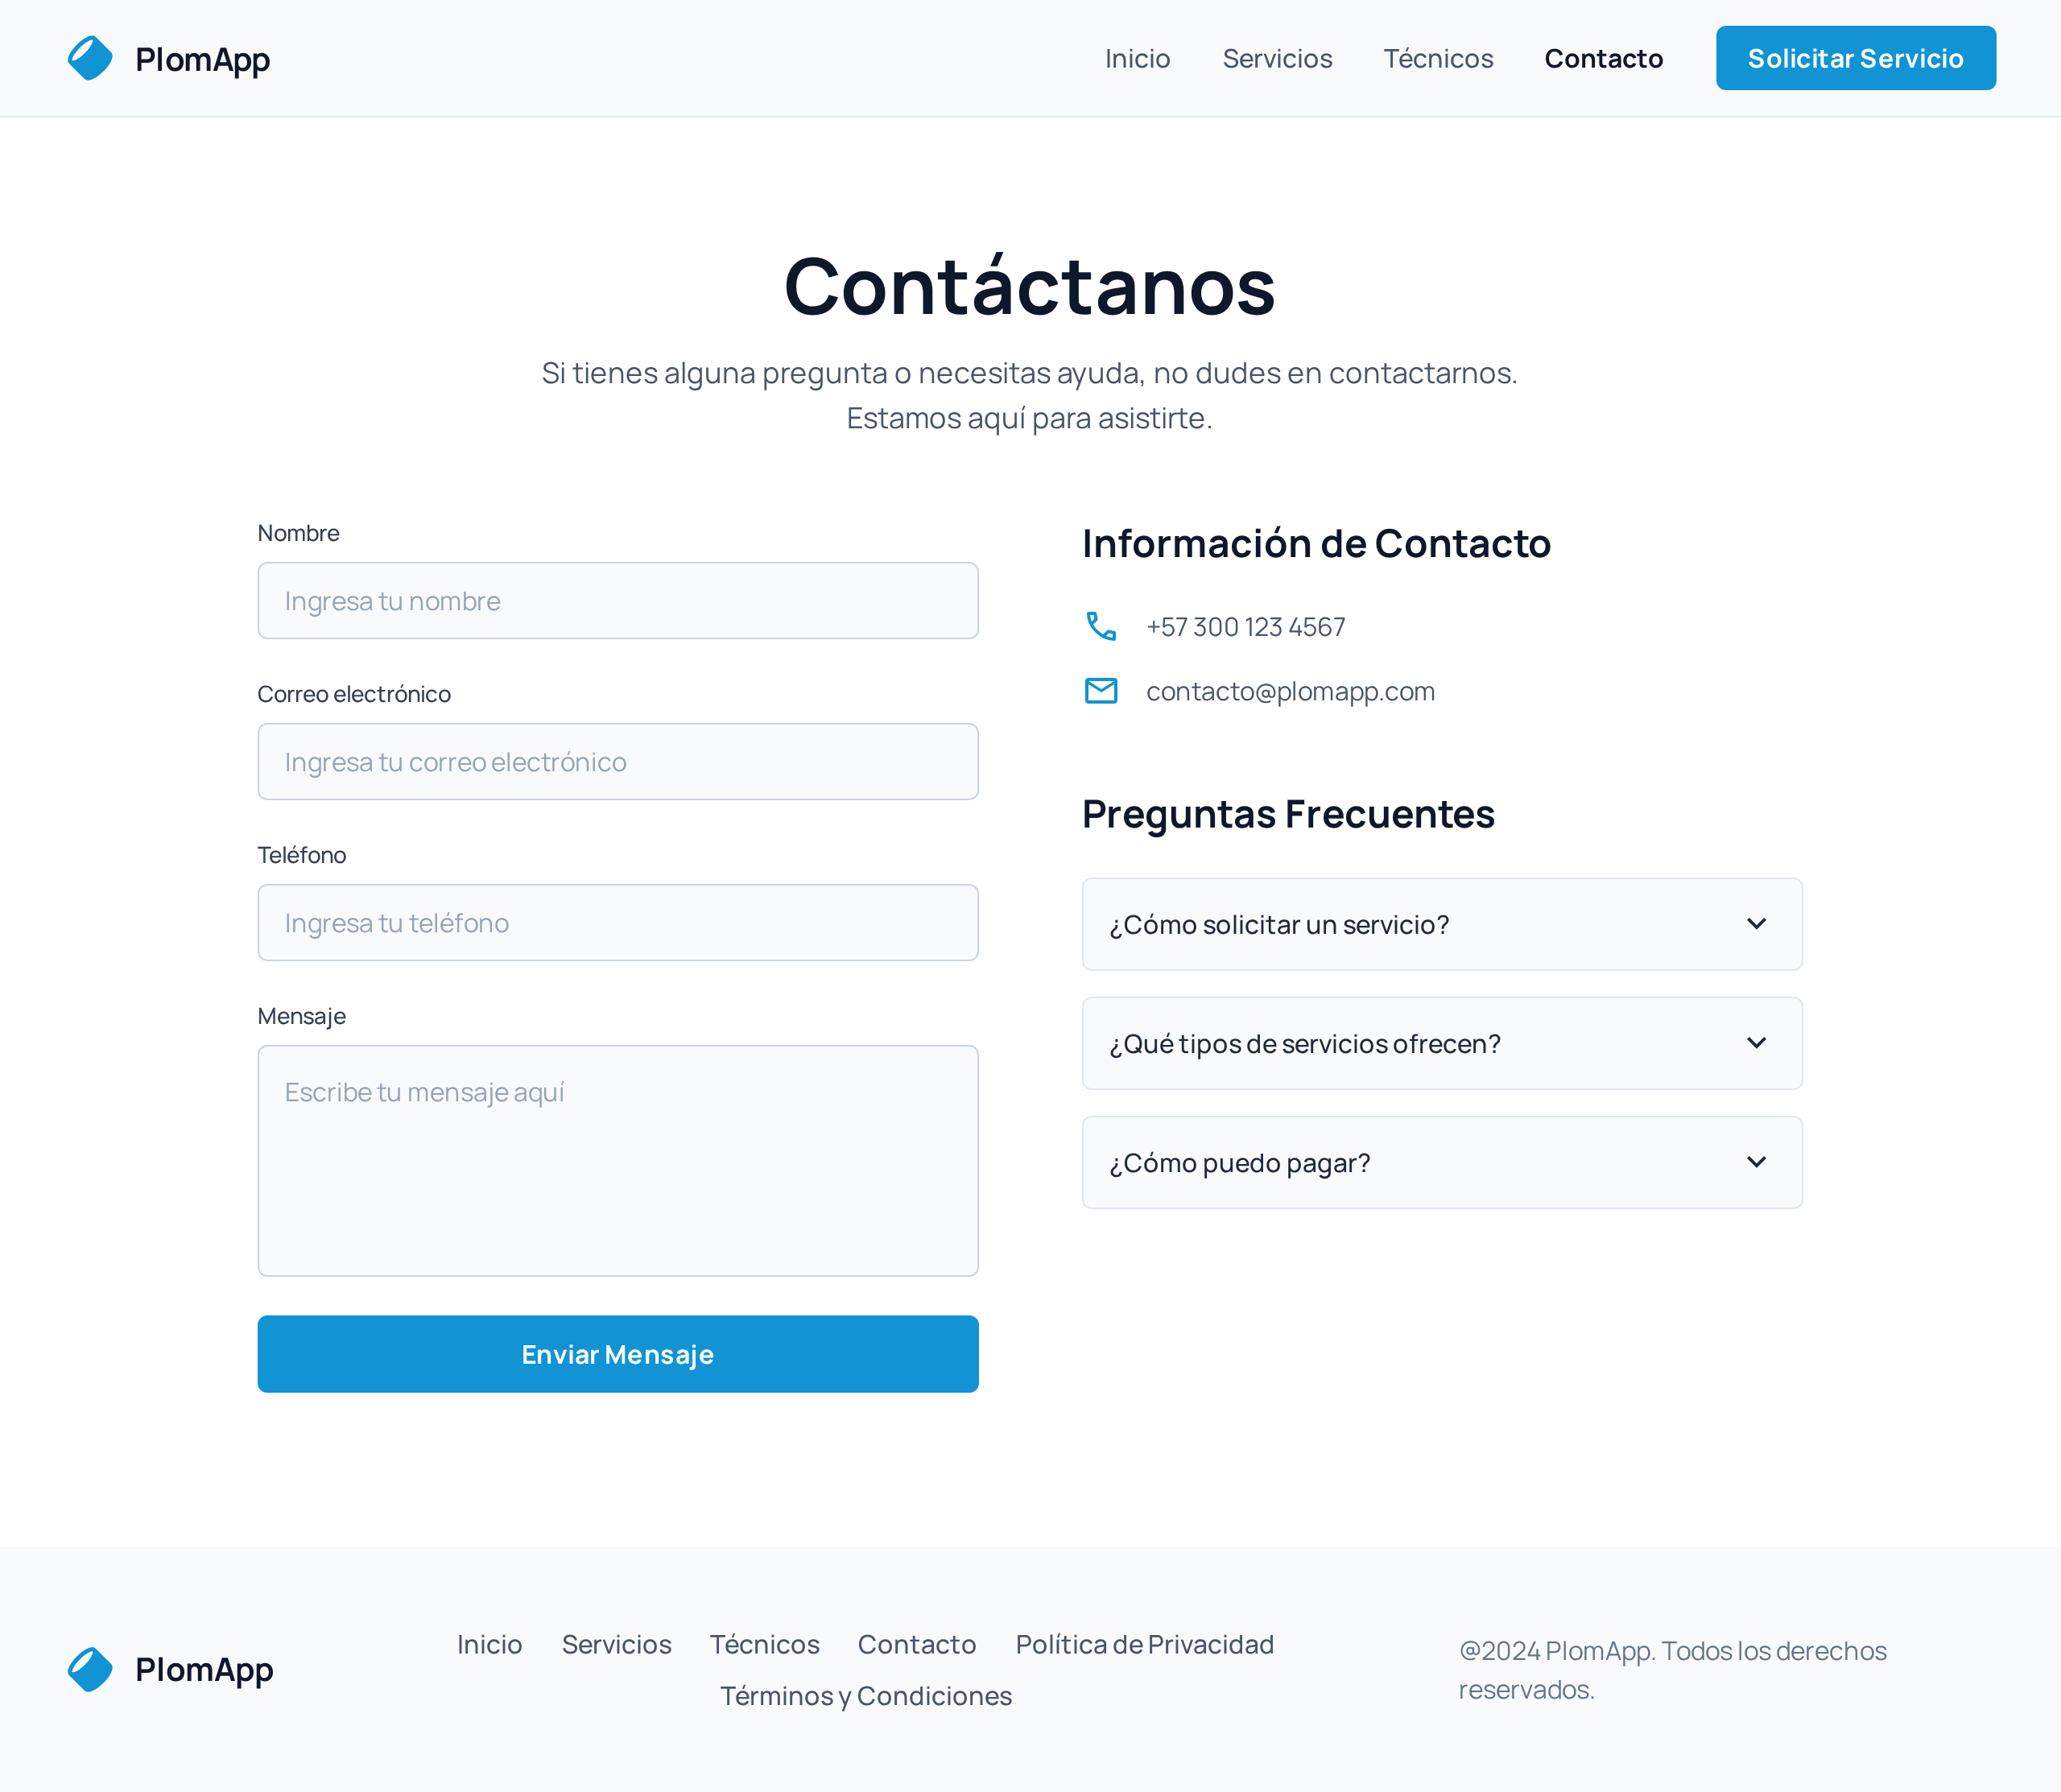 PlomApp
Inicio
Servicios
Técnicos
Contacto
Solicitar Servicio
Contáctanos
Si tienes alguna pregunta o necesitas ayuda, no dudes en contactarnos.
Estamos aquí para asistirte.
Nombre
Ingresa tu nombre
Correo electrónico
Ingresa tu correo electrónico
Teléfono
Ingresa tu teléfono
Mensaje
Escribe tu mensaje aquí
Enviar Mensaje
Información de Contacto
+57 300 123 4567
contacto@plomapp.com
Preguntas Frecuentes
¿Cómo solicitar un servicio?
¿Qué tipos de servicios ofrecen?
¿Cómo puedo pagar?
PlomApp
Inicio
Servicios
Técnicos
Contacto
Política de Privacidad
Términos y Condiciones
@2024 PlomApp. Todos los derechos
reservados.